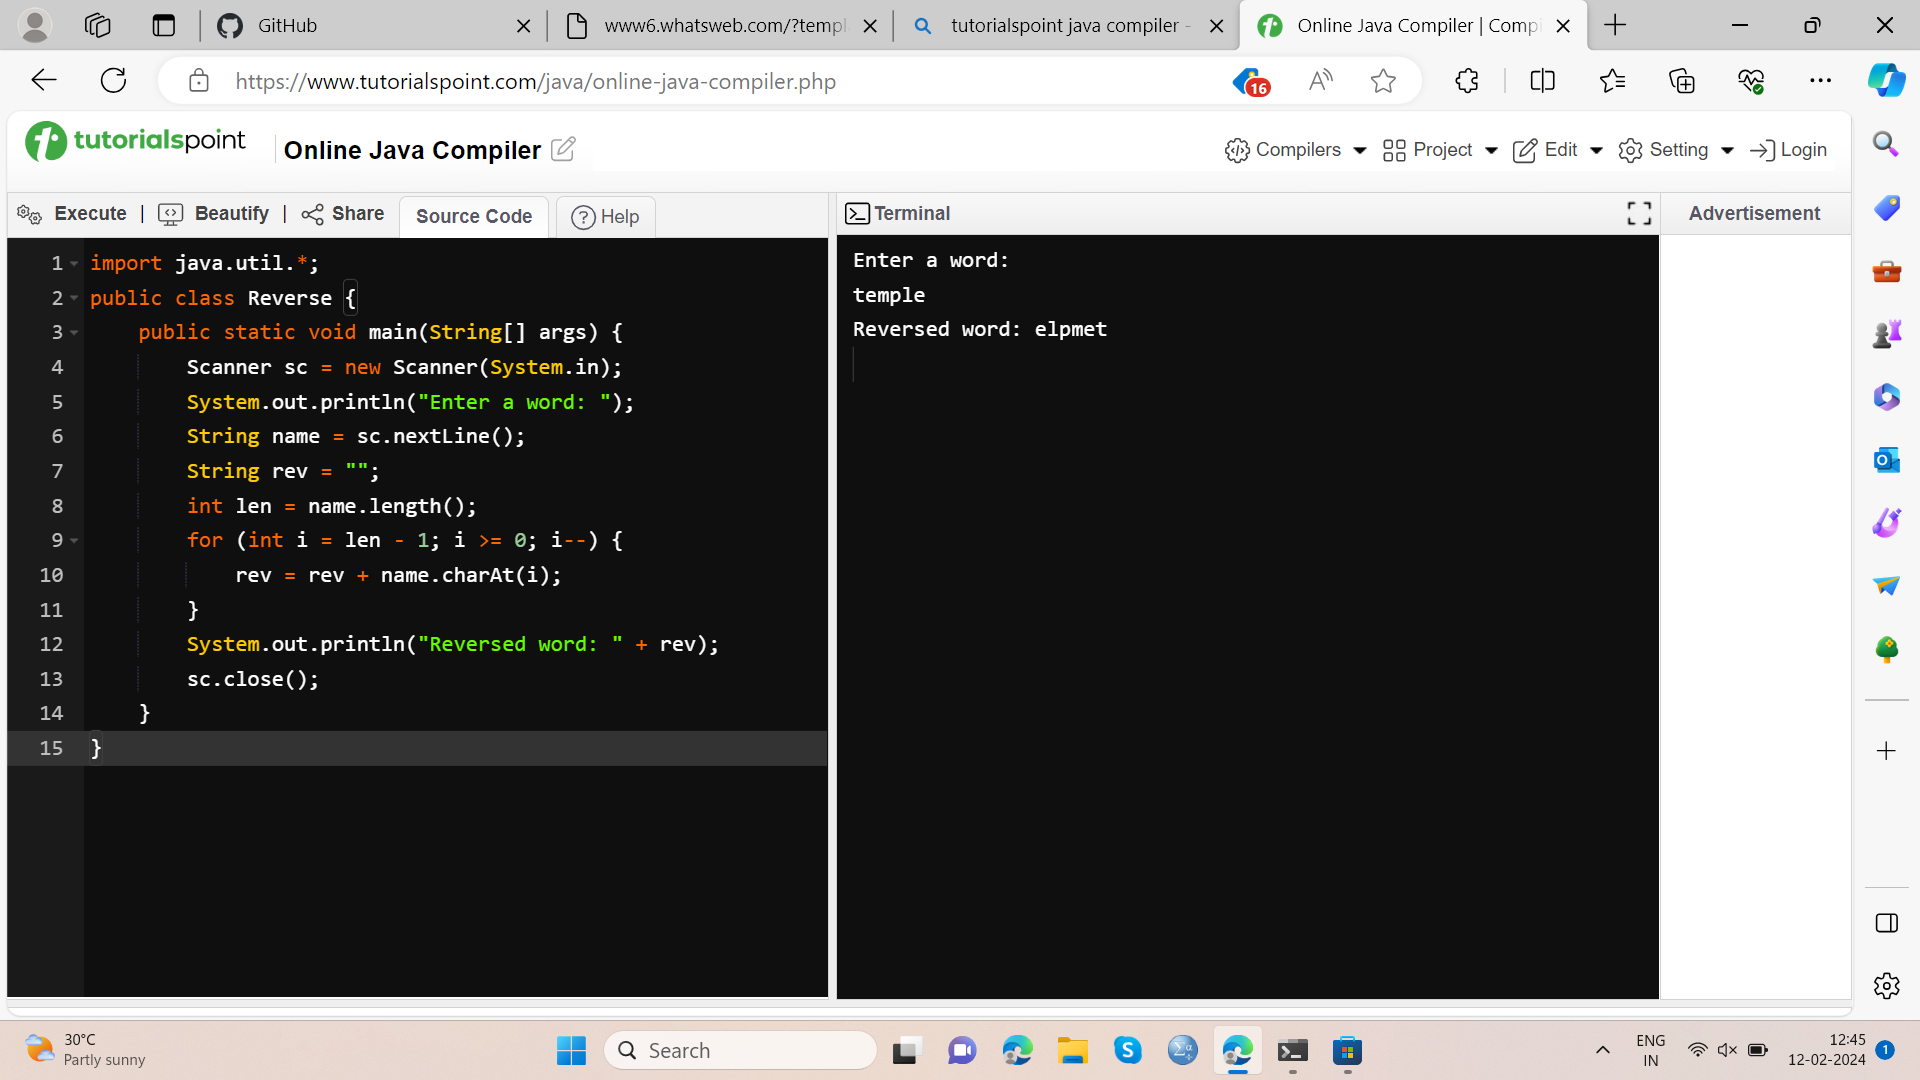 GitHub
www6.whatsweb.com/?templ
tutorialspoint java compiler -
Online Java Compiler | Compi
https://www.tutorialspoint.com/java/online-java-compiler.php
16
tutorialspoint
Online Java Compiler
Compilers
Project
Edit
Setting
Login
Execute
Beautify
Share
Source Code
Help
Terminal
Advertisement
1 import java.util.*;
2 public class Reverse {
3 public static void main(String[] args) {
4 Scanner sc = new Scanner(System.in);
5 System.out.println("Enter a word: ");
6 String name = sc.nextLine();
7 String rev = "";
8 int len = name.length();
9 for (int i = len - 1; i >= 0; i--) {
10 rev = rev + name.charAt(i);
11 }
12 System.out.println("Reversed word: " + rev);
13 sc.close();
14 }
15 }
Enter a word:
temple
Reversed word: elpmet
30°C
Partly sunny
Search
ENG
IN
12:45
12-02-2024
1